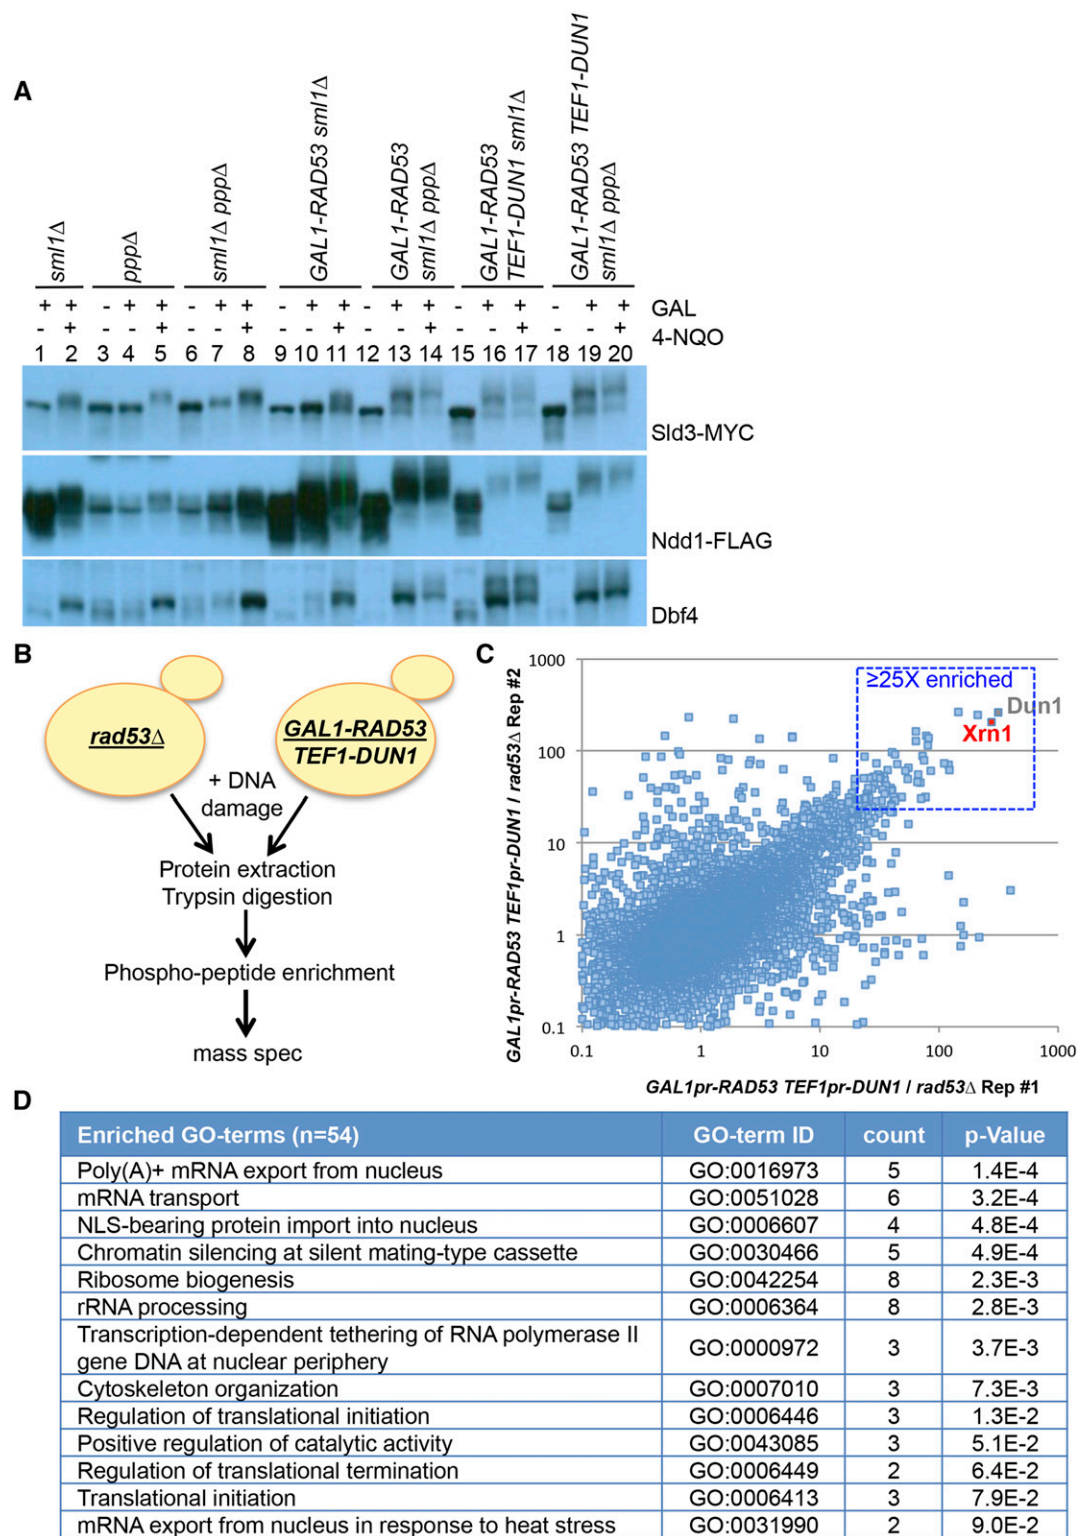 A
sml1Δ
pppΔ
sml1Δ pppΔ
GAL1-RAD53 sml1Δ
GAL1-RAD53
sml1Δ pppΔ
GAL1-RAD53
TEF1-DUN1 sml1Δ
GAL1-RAD53 TEF1-DUN1
sml1Δ pppΔ
+ + - + + - + + - + + - + + - + + - + + GAL
- + - - + - - + - - + - - + - - + - - + 4-NQO
1 2 3 4 5 6 7 8 9 10 11 12 13 14 15 16 17 18 19 20
Sld3-MYC
Ndd1-FLAG
Dbf4
B
rad53Δ
GAL1-RAD53
TEF1-DUN1
+ DNA
damage
Protein extraction
Trypsin digestion
Phospho-peptide enrichment
mass spec
C
GAL1pr-RAD53 TEF1pr-DUN1 / rad53Δ Rep #2
1000
100
10
1
0.1
≥25X enriched
Dun1
Xrn1
0.1 1 10 100 1000
GAL1pr-RAD53 TEF1pr-DUN1 / rad53Δ Rep #1
D
Enriched GO-terms (n=54) GO-term ID count p-Value
Poly(A)+ mRNA export from nucleus GO:0016973 5 1.4E-4
mRNA transport GO:0051028 6 3.2E-4
NLS-bearing protein import into nucleus GO:0006607 4 4.8E-4
Chromatin silencing at silent mating-type cassette GO:0030466 5 4.9E-4
Ribosome biogenesis GO:0042254 8 2.3E-3
rRNA processing GO:0006364 8 2.8E-3
Transcription-dependent tethering of RNA polymerase II
gene DNA at nuclear periphery GO:0000972 3 3.7E-3
Cytoskeleton organization GO:0007010 3 7.3E-3
Regulation of translational initiation GO:0006446 3 1.3E-2
Positive regulation of catalytic activity GO:0043085 3 5.1E-2
Regulation of translational termination GO:0006449 2 6.4E-2
Translational initiation GO:0006413 3 7.9E-2
mRNA export from nucleus in response to heat stress GO:0031990 2 9.0E-2